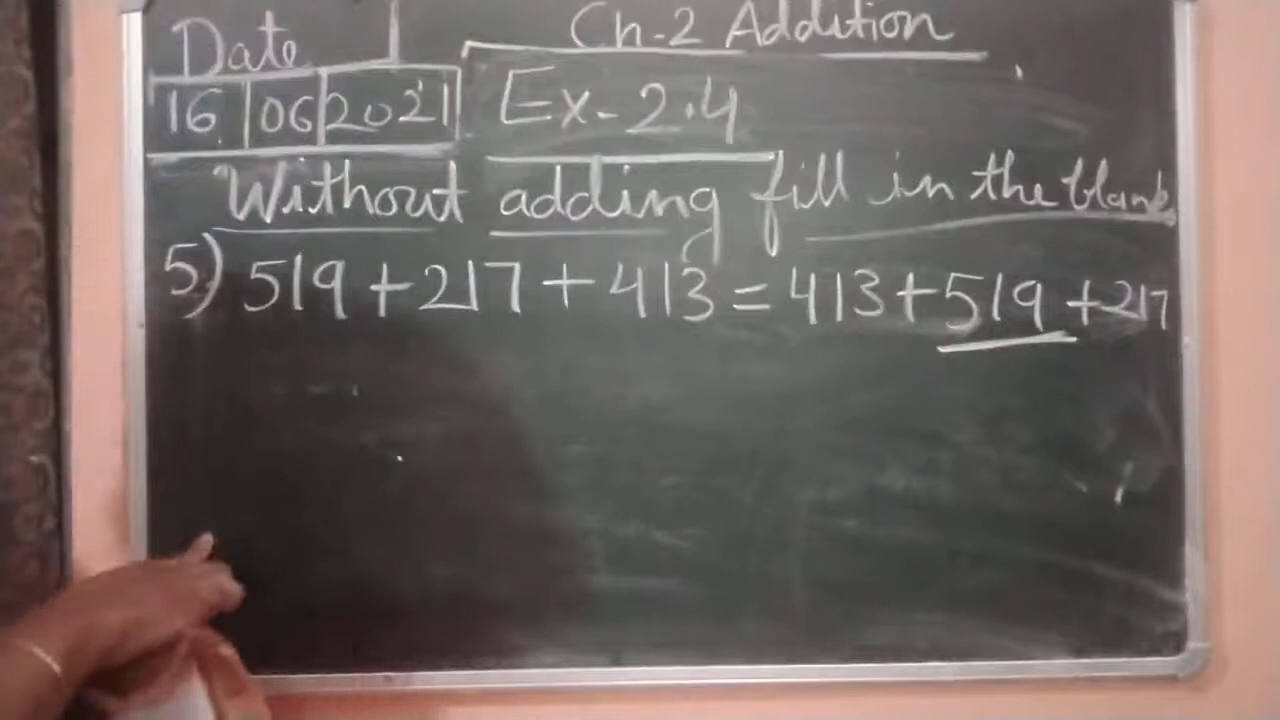 Date
Ch-2 Addition
16 06 2021
Ex-2.4
Without adding fill in the blank
5) 519+217+413=413+519+217